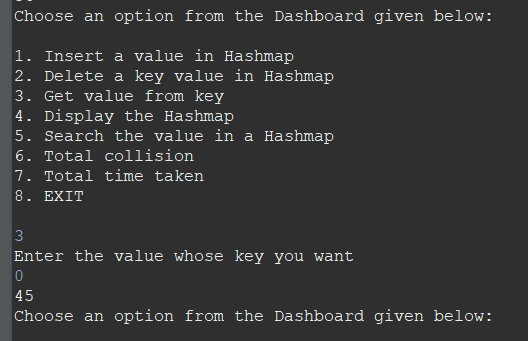 Choose an option from the Dashboard given below:
1. Insert a value in Hashmap
2. Delete a key value in Hashmap
3. Get value from key
4. Display the Hashmap
5. Search the value in a Hashmap
6. Total collision
7. Total time taken
8. EXIT
3
Enter the value whose key you want
0
45
Choose an option from the Dashboard given below: